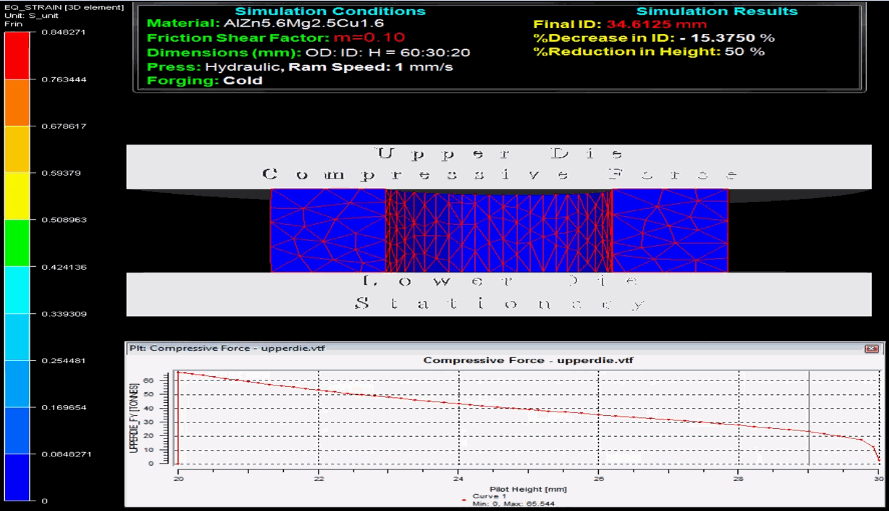 EQ_STRAIN [3D element]
Unit: S_unit
Frin
0.848271
0.763444
0.678617
0.59379
0.508963
0.424136
0.339309
0.254481
0.169654
0.0848271
0
Simulation Conditions
Material: AlZn5.6Mg2.5Cu1.6
Friction Shear Factor: m=0.10
Dimensions (mm): OD: ID: H = 60:30:20
Press: Hydraulic, Ram Speed: 1 mm/s
Forging: Cold
Simulation Results
Final ID: 34.6125 mm
%Decrease in ID: - 15.3750 %
%Reduction in Height: 50 %
Upper Die
Compressive Force
Lower Die
Stationery
Plt: Compressive Force - upperdie.vtf
Compressive Force - upperdie.vtf
UPPERDIE_FY [TONNES]
60
50
40
30
20
10
0
20 22 24 26 28 30
Pilot Height [mm]
Curve 1
Min: 0, Max: 65.544